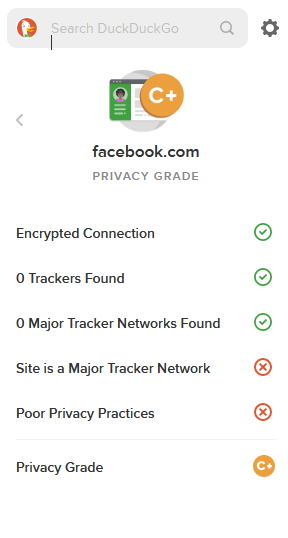 Search DuckDuckGo
C+
facebook.com
PRIVACY GRADE
Encrypted Connection
0 Trackers Found
0 Major Tracker Networks Found
Site is a Major Tracker Network
Poor Privacy Practices
Privacy Grade C+